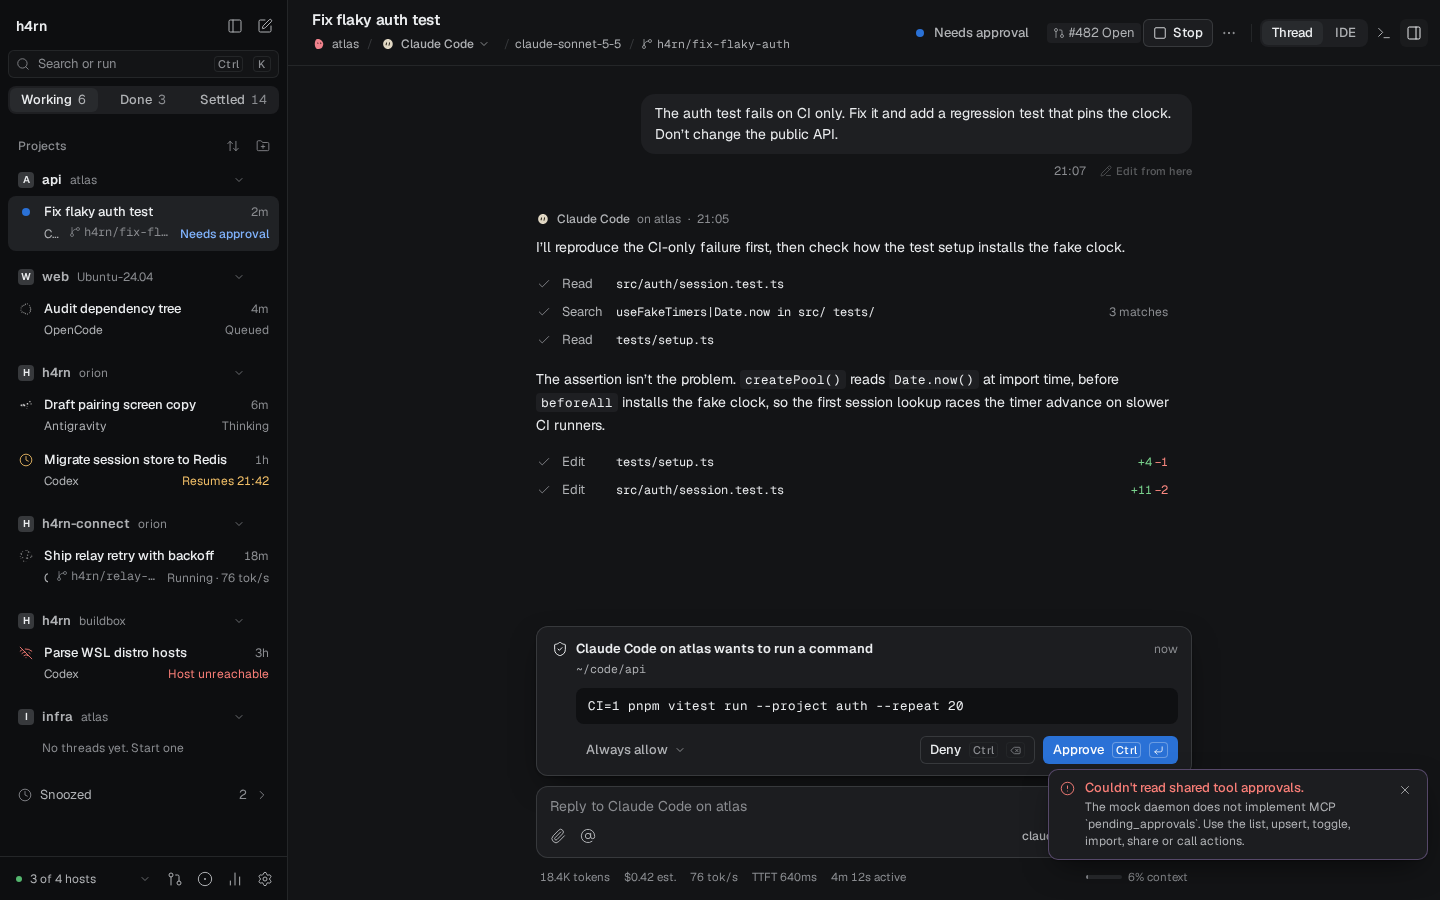 h4rn
Search or run Ctrl K
Working 6 Done 3 Settled 14
Projects
A api atlas
Fix flaky auth test 2m
C… h4rn/fix-fl… Needs approval
W web Ubuntu-24.04
Audit dependency tree 4m
OpenCode Queued
H h4rn orion
Draft pairing screen copy 6m
Antigravity Thinking
Migrate session store to Redis 1h
Codex Resumes 21:42
H h4rn-connect orion
Ship relay retry with backoff 18m
h4rn/relay-… Running · 76 tok/s
H h4rn buildbox
Parse WSL distro hosts 3h
Codex Host unreachable
I infra atlas
No threads yet. Start one
Snoozed 2
3 of 4 hosts
Fix flaky auth test
atlas / Claude Code / claude-sonnet-5-5 / h4rn/fix-flaky-auth
Needs approval #482 Open Stop ··· Thread IDE
The auth test fails on CI only. Fix it and add a regression test that pins the clock.
Don't change the public API.
21:07 Edit from here
Claude Code on atlas · 21:05
I'll reproduce the CI-only failure first, then check how the test setup installs the fake clock.
Read src/auth/session.test.ts
Search useFakeTimers|Date.now in src/ tests/ 3 matches
Read tests/setup.ts
The assertion isn't the problem. createPool() reads Date.now() at import time, before
beforeAll installs the fake clock, so the first session lookup races the timer advance on slower
CI runners.
Edit tests/setup.ts +4 −1
Edit src/auth/session.test.ts +11 −2
Claude Code on atlas wants to run a command now
~/code/api
CI=1 pnpm vitest run --project auth --repeat 20
Always allow Deny Ctrl Approve Ctrl
Reply to Claude Code on atlas
Couldn't read shared tool approvals.
The mock daemon does not implement MCP
`pending_approvals`. Use the list, upsert, toggle,
import, share or call actions.
18.4K tokens $0.42 est. 76 tok/s TTFT 640ms 4m 12s active 6% context